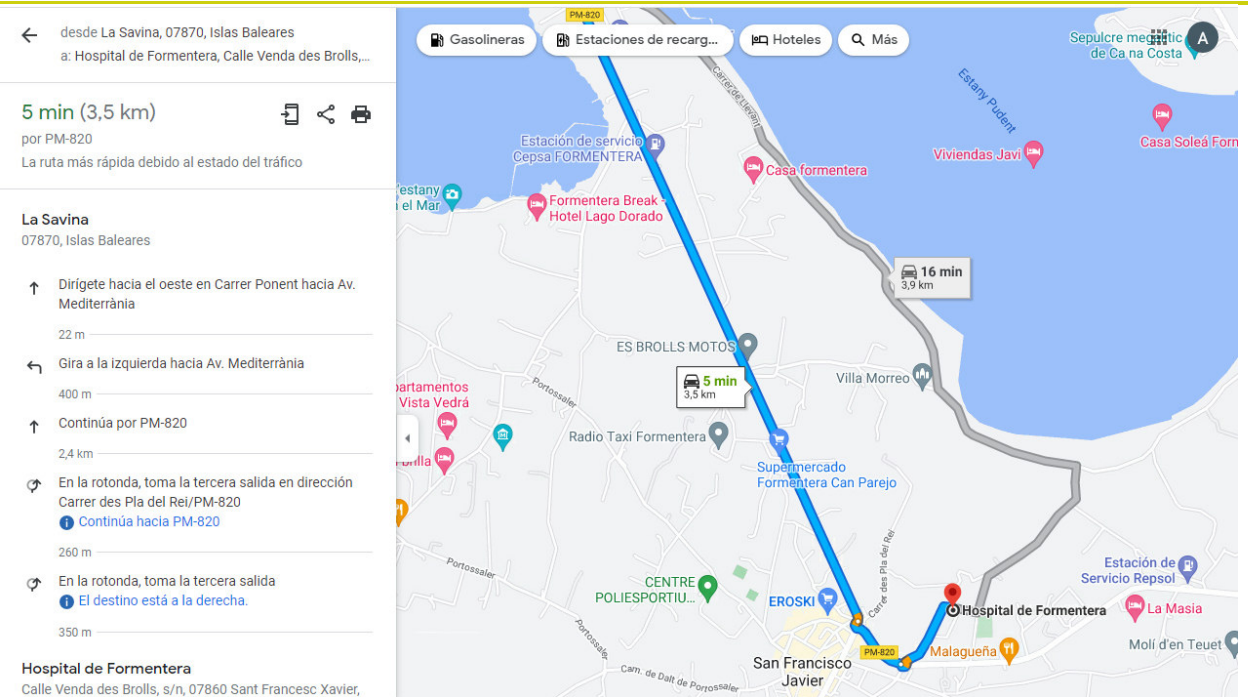 desde La Savina, 07870, Islas Baleares
a: Hospital de Formentera, Calle Venda des Brolls,...
5 min (3,5 km)
por PM-820
La ruta más rápida debido al estado del tráfico
La Savina
07870, Islas Baleares
Dirígete hacia el oeste en Carrer Ponent hacia Av.
Mediterrània
22 m
Gira a la izquierda hacia Av. Mediterrània
400 m
Continúa por PM-820
2,4 km
En la rotonda, toma la tercera salida en dirección
Carrer des Pla del Rei/PM-820
Continúa hacia PM-820
260 m
En la rotonda, toma la tercera salida
El destino está a la derecha.
350 m
Hospital de Formentera
Calle Venda des Brolls, s/n, 07860 Sant Francesc Xavier,
PM-820
Gasolineras
Estaciones de recarg...
Hoteles
Más
A
Sepulcre
de Ca na Costa
Carrer de Llevant
Estany Pudent
Estación de servicio
Cepsa FORMENTERA
Casa formentera
Viviendas Javi
Casa Soleá Forn
'estany
n el Mar
Formentera Break -
Hotel Lago Dorado
16 min
3,9 km
ES BROLLS MOTOS
5 min
3,5 km
Villa Morreo
partamentos
Vista Vedrá
Portossaler
Radio Taxi Formentera
Supermercado
Formentera Can Parejo
Carrer des Pla del Rei
Portossaler
CENTRE
POLIESPORTIU...
EROSKI
Estación de
Servicio Repsol
Hospital de Formentera
La Masia
Portossaler
PM-820
Malagueña
Molí d'en Teuet
San Francisco
Javier
Cam. de Dalt de Portossaler